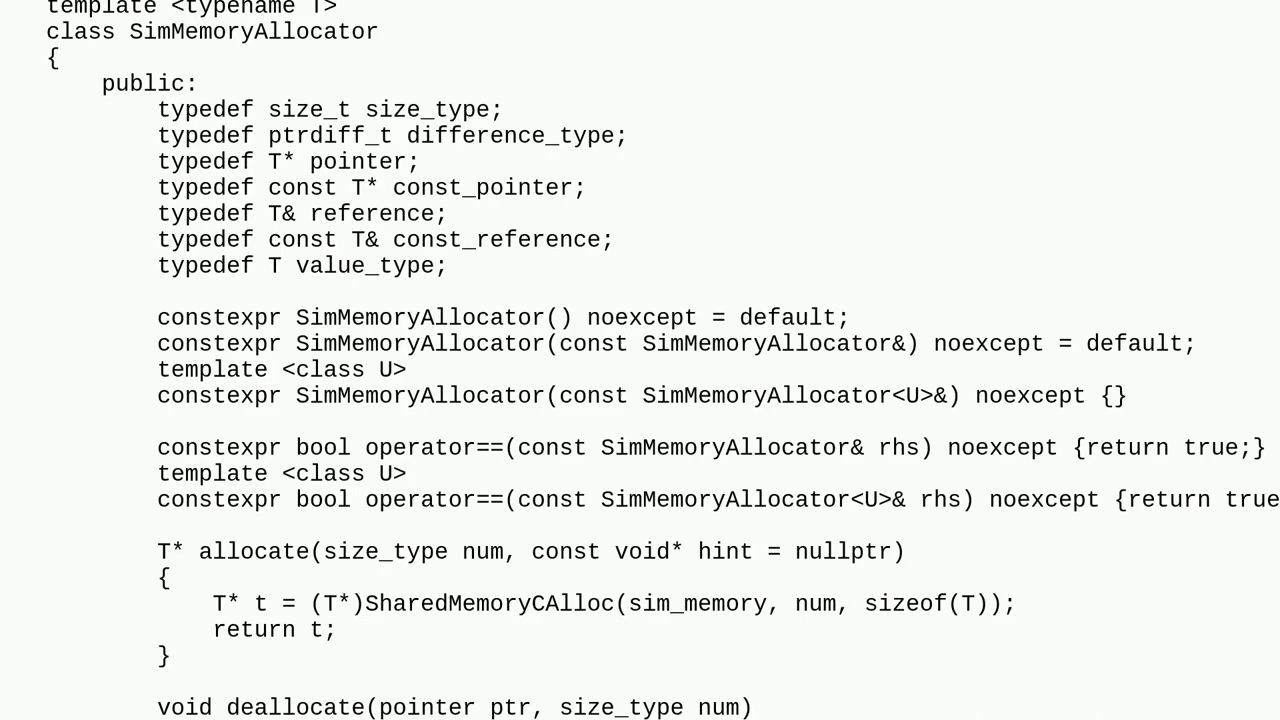 template <typename T>
class SimMemoryAllocator
{
    public:
        typedef size_t size_type;
        typedef ptrdiff_t difference_type;
        typedef T* pointer;
        typedef const T* const_pointer;
        typedef T& reference;
        typedef const T& const_reference;
        typedef T value_type;

        constexpr SimMemoryAllocator() noexcept = default;
        constexpr SimMemoryAllocator(const SimMemoryAllocator&) noexcept = default;
        template <class U>
        constexpr SimMemoryAllocator(const SimMemoryAllocator<U>&) noexcept {}

        constexpr bool operator==(const SimMemoryAllocator& rhs) noexcept {return true;}
        template <class U>
        constexpr bool operator==(const SimMemoryAllocator<U>& rhs) noexcept {return true

        T* allocate(size_type num, const void* hint = nullptr)
        {
            T* t = (T*)SharedMemoryCAlloc(sim_memory, num, sizeof(T));
            return t;
        }

        void deallocate(pointer ptr, size_type num)